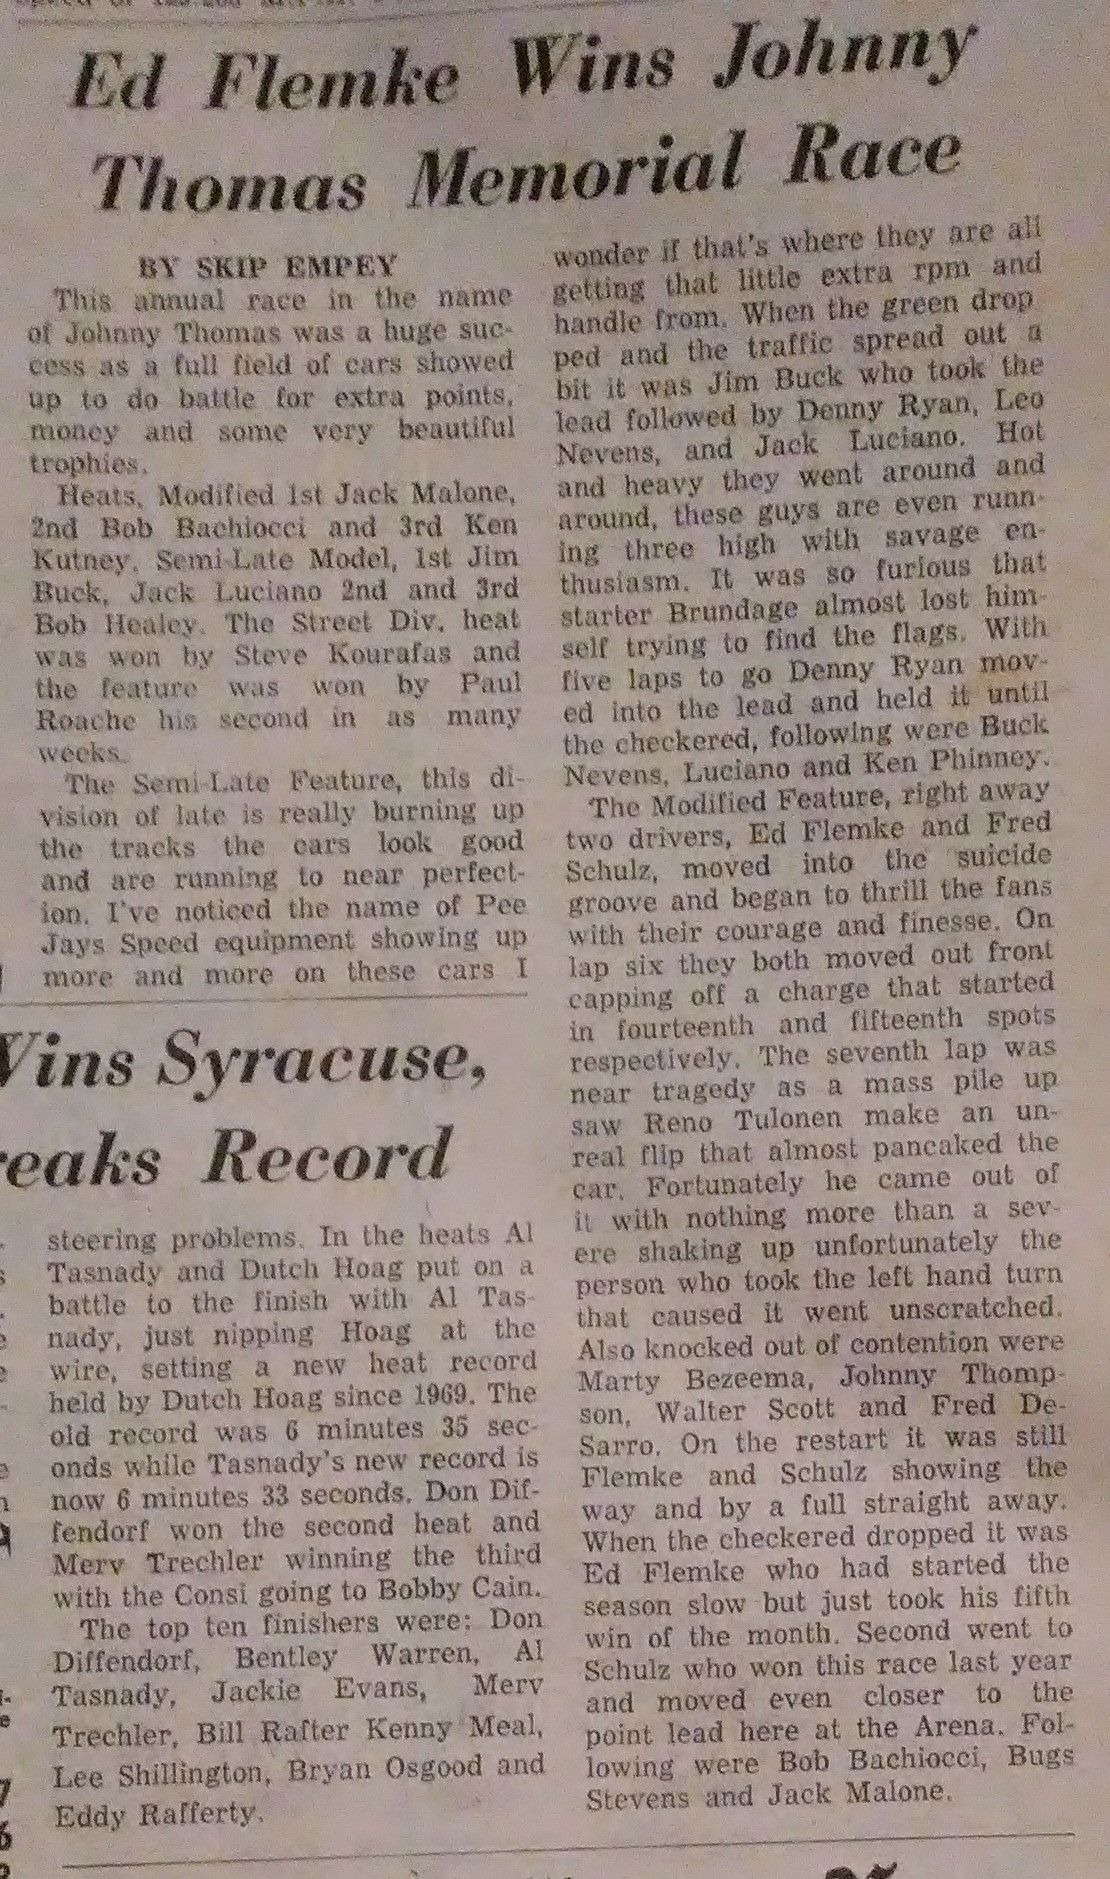 Ed Flemke Wins Johnny
Thomas Memorial Race
BY SKIP EMPEY
This annual race in the name
of Johnny Thomas was a huge suc-
cess as a full field of cars showed
up to do battle for extra points,
money and some very beautiful
trophies.
Heats, Modified 1st Jack Malone,
2nd Bob Bachiocci and 3rd Ken
Kutney. Semi-Late Model, 1st Jim
Buck, Jack Luciano 2nd and 3rd
Bob Healey. The Street Div. heat
was won by Steve Kourafas and
the feature was won by Paul
Roache his second in as many
weeks.
The Semi-Late Feature, this di-
vision of late is really burning up
the tracks the cars look good
and are running to near perfect-
ion. I've noticed the name of Pee
Jays Speed equipment showing up
more and more on these cars I
wonder if that's where they are all
getting that little extra rpm and
handle from. When the green drop
ped and the traffic spread out a
bit it was Jim Buck who took the
lead followed by Denny Ryan, Leo
Nevens, and Jack Luciano. Hot
and heavy they went around and
around, these guys are even runn-
ing three high with savage en-
thusiasm. It was so furious that
starter Brundage almost lost him-
self trying to find the flags. With
five laps to go Denny Ryan mov-
ed into the lead and held it until
the checkered, following were Buck
Nevens, Luciano and Ken Phinney.
The Modified Feature, right away
two drivers, Ed Flemke and Fred
Schulz, moved into the suicide
groove and began to thrill the fans
with their courage and finesse. On
lap six they both moved out front
capping off a charge that started
in fourteenth and fifteenth spots
respectively. The seventh lap was
near tragedy as a mass pile up
saw Reno Tulonen make an un-
real flip that almost pancaked the
car. Fortunately he came out of
it with nothing more than a sev-
ere shaking up unfortunately the
person who took the left hand turn
that caused it went unscratched.
Also knocked out of contention were
Marty Bezeema, Johnny Thomp-
son, Walter Scott and Fred De-
Sarro. On the restart it was still
Flemke and Schulz showing the
way and by a full straight away.
When the checkered dropped it was
Ed Flemke who had started the
season slow but just took his fifth
win of the month. Second went to
Schulz who won this race last year
and moved even closer to the
point lead here at the Arena. Fol-
lowing were Bob Bachiocci, Bugs
Stevens and Jack Malone.
Wins Syracuse,
reaks Record
steering problems. In the heats Al
Tasnady and Dutch Hoag put on a
battle to the finish with Al Tas-
nady, just nipping Hoag at the
wire, setting a new heat record
held by Dutch Hoag since 1969. The
old record was 6 minutes 35 sec-
onds while Tasnady's new record is
now 6 minutes 33 seconds. Don Dif-
fendorf won the second heat and
Merv Trechler winning the third
with the Consi going to Bobby Cain.
The top ten finishers were: Don
Diffendorf, Bentley Warren, Al
Tasnady, Jackie Evans, Merv
Trechler, Bill Rafter Kenny Meal,
Lee Shillington, Bryan Osgood and
Eddy Rafferty.